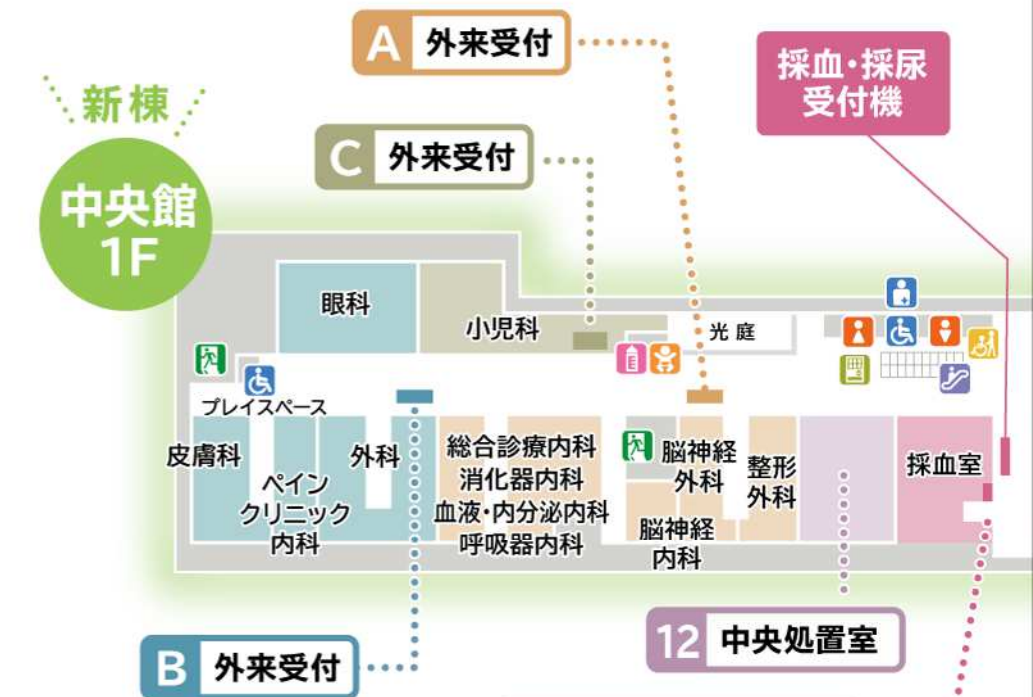 A 外来受付
採血・採尿
受付機
新棟
中央館
1F
C 外来受付
眼科
小児科
光庭
プレイスペース
皮膚科
ペイン
クリニック
内科
外科
総合診療内科
消化器内科
血液・内分泌内科
呼吸器内科
脳神経
外科
脳神経
内科
整形
外科
採血室
12 中央処置室
B 外来受付